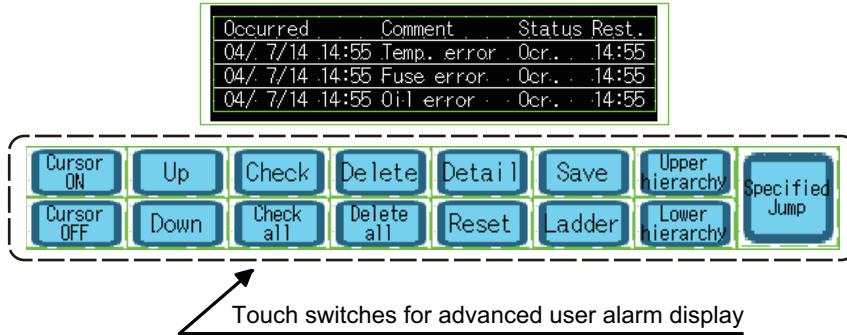 Occurred Comment Status Rest.
04/ 7/14 14:55 Temp. error Ocr. 14:55
04/ 7/14 14:55 Fuse error Ocr. 14:55
04/ 7/14 14:55 Oil error Ocr. 14:55
Cursor ON Up Check Delete Detail Save Upper hierarchy Specified Jump
Cursor OFF Down Check all Delete all Reset Ladder Lower hierarchy
Touch switches for advanced user alarm display